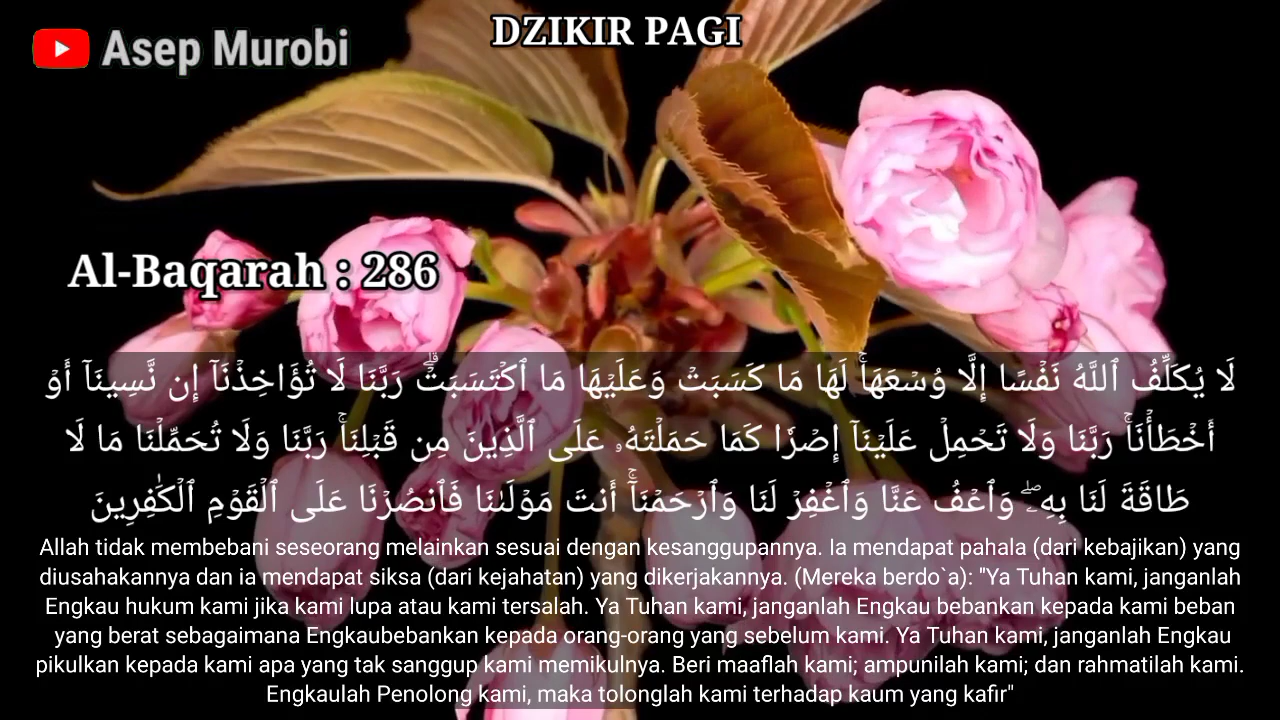 DZIKIR PAGI
Asep Murobi
Al-Baqarah : 286
لَا يُكَلِّفُ ٱللَّهُ نَفْسًا إِلَّا وُسْعَهَاۚ لَهَا مَا كَسَبَتْ وَعَلَيْهَا مَا ٱكْتَسَبَتْۗ رَبَّنَا لَا تُؤَاخِذْنَآ إِن نَّسِينَآ أَوْ
أَخْطَأْنَاۚ رَبَّنَا وَلَا تَحْمِلْ عَلَيْنَآ إِصْرًا كَمَا حَمَلْتَهُۥ عَلَى ٱلَّذِينَ مِن قَبْلِنَاۚ رَبَّنَا وَلَا تُحَمِّلْنَا مَا لَا
طَاقَةَ لَنَا بِهِۦۖ وَٱعْفُ عَنَّا وَٱغْفِرْ لَنَا وَٱرْحَمْنَآۚ أَنتَ مَوْلَىٰنَا فَٱنصُرْنَا عَلَى ٱلْقَوْمِ ٱلْكَٰفِرِينَ
Allah tidak membebani seseorang melainkan sesuai dengan kesanggupannya. Ia mendapat pahala (dari kebajikan) yang
diusahakannya dan ia mendapat siksa (dari kejahatan) yang dikerjakannya. (Mereka berdo`a): "Ya Tuhan kami, janganlah
Engkau hukum kami jika kami lupa atau kami tersalah. Ya Tuhan kami, janganlah Engkau bebankan kepada kami beban
yang berat sebagaimana Engkaubebankan kepada orang-orang yang sebelum kami. Ya Tuhan kami, janganlah Engkau
pikulkan kepada kami apa yang tak sanggup kami memikulnya. Beri maaflah kami; ampunilah kami; dan rahmatilah kami.
Engkaulah Penolong kami, maka tolonglah kami terhadap kaum yang kafir"